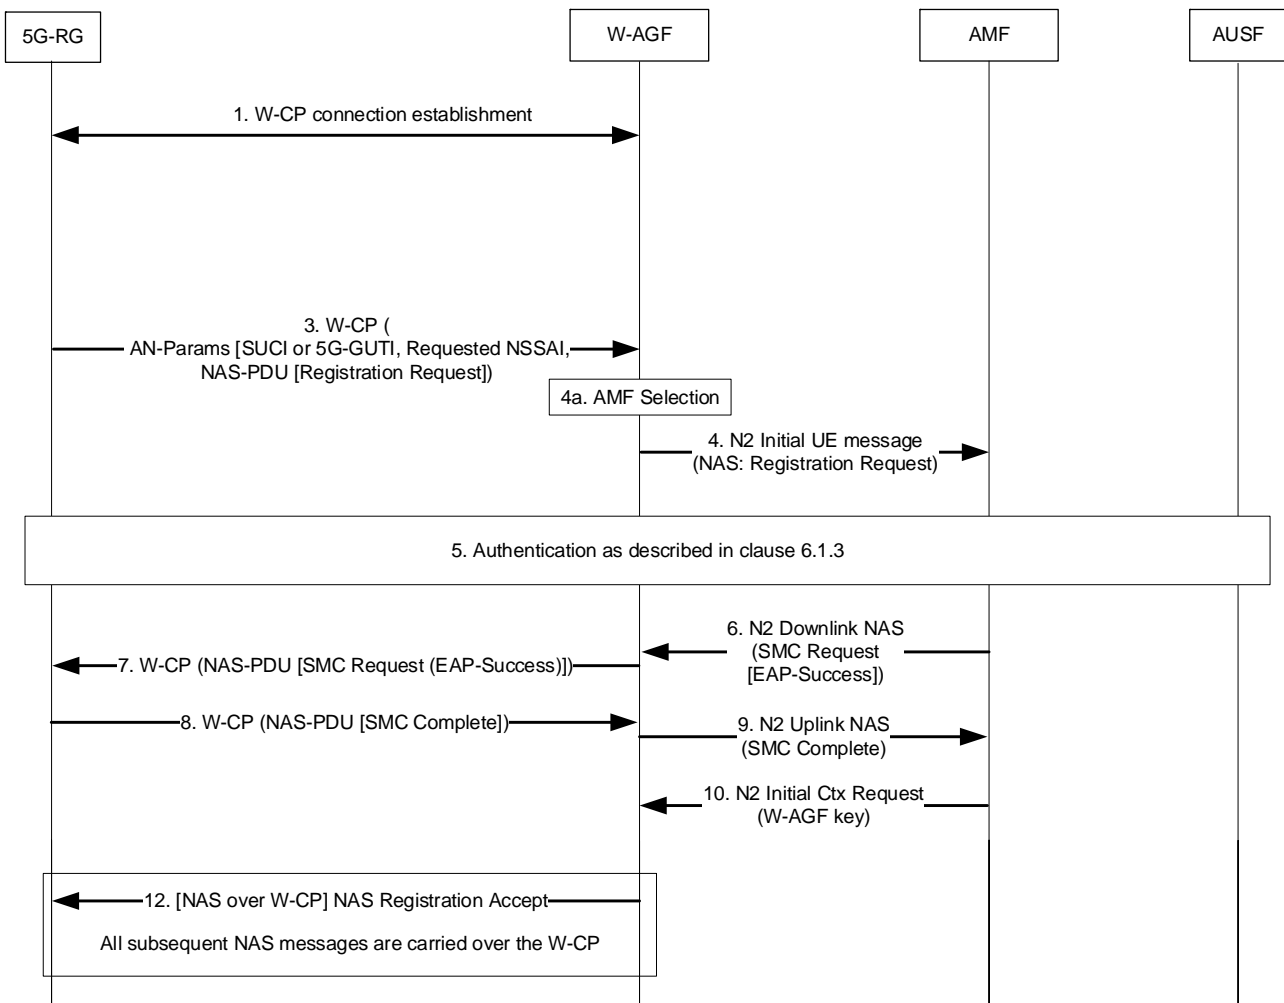 5G-RG
W-AGF
AMF
AUSF
1. W-CP connection establishment
3. W-CP (
AN-Params [SUCI or 5G-GUTI, Requested NSSAI,
NAS-PDU [Registration Request])
4a. AMF Selection
4. N2 Initial UE message
(NAS: Registration Request)
5. Authentication as described in clause 6.1.3
6. N2 Downlink NAS
(SMC Request
[EAP-Success])
7. W-CP (NAS-PDU [SMC Request (EAP-Success)])
8. W-CP (NAS-PDU [SMC Complete])
9. N2 Uplink NAS
(SMC Complete)
10. N2 Initial Ctx Request
(W-AGF key)
12. [NAS over W-CP] NAS Registration Accept
All subsequent NAS messages are carried over the W-CP